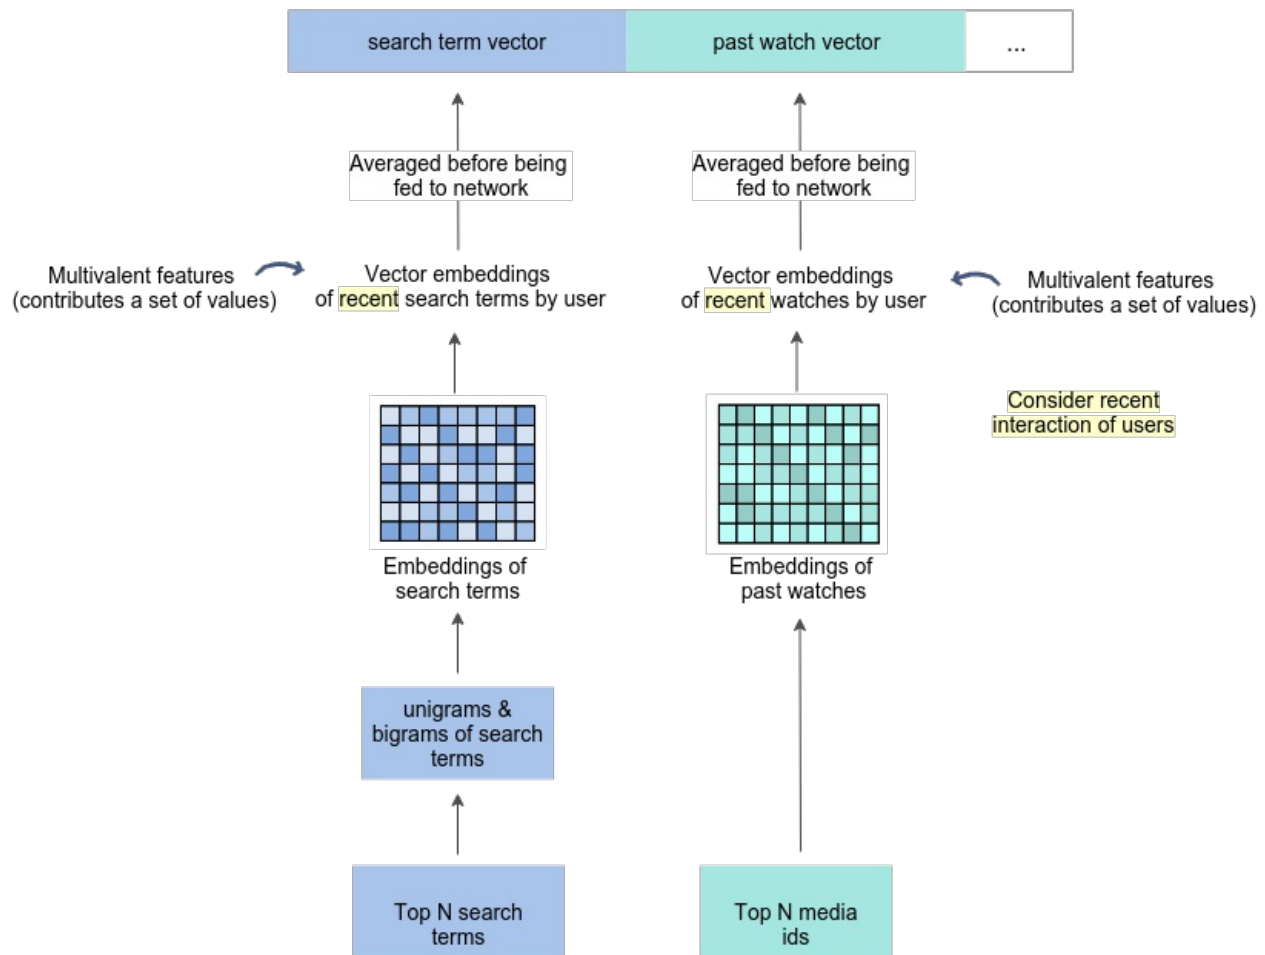 search term vector
past watch vector
...
Averaged before being
fed to network
Averaged before being
fed to network
Multivalent features
(contributes a set of values)
Vector embeddings
of recent search terms by user
Vector embeddings
of recent watches by user
Multivalent features
(contributes a set of values)
Consider recent
interaction of users
Embeddings of
search terms
Embeddings of
past watches
unigrams &
bigrams of search
terms
Top N search
terms
Top N media
ids